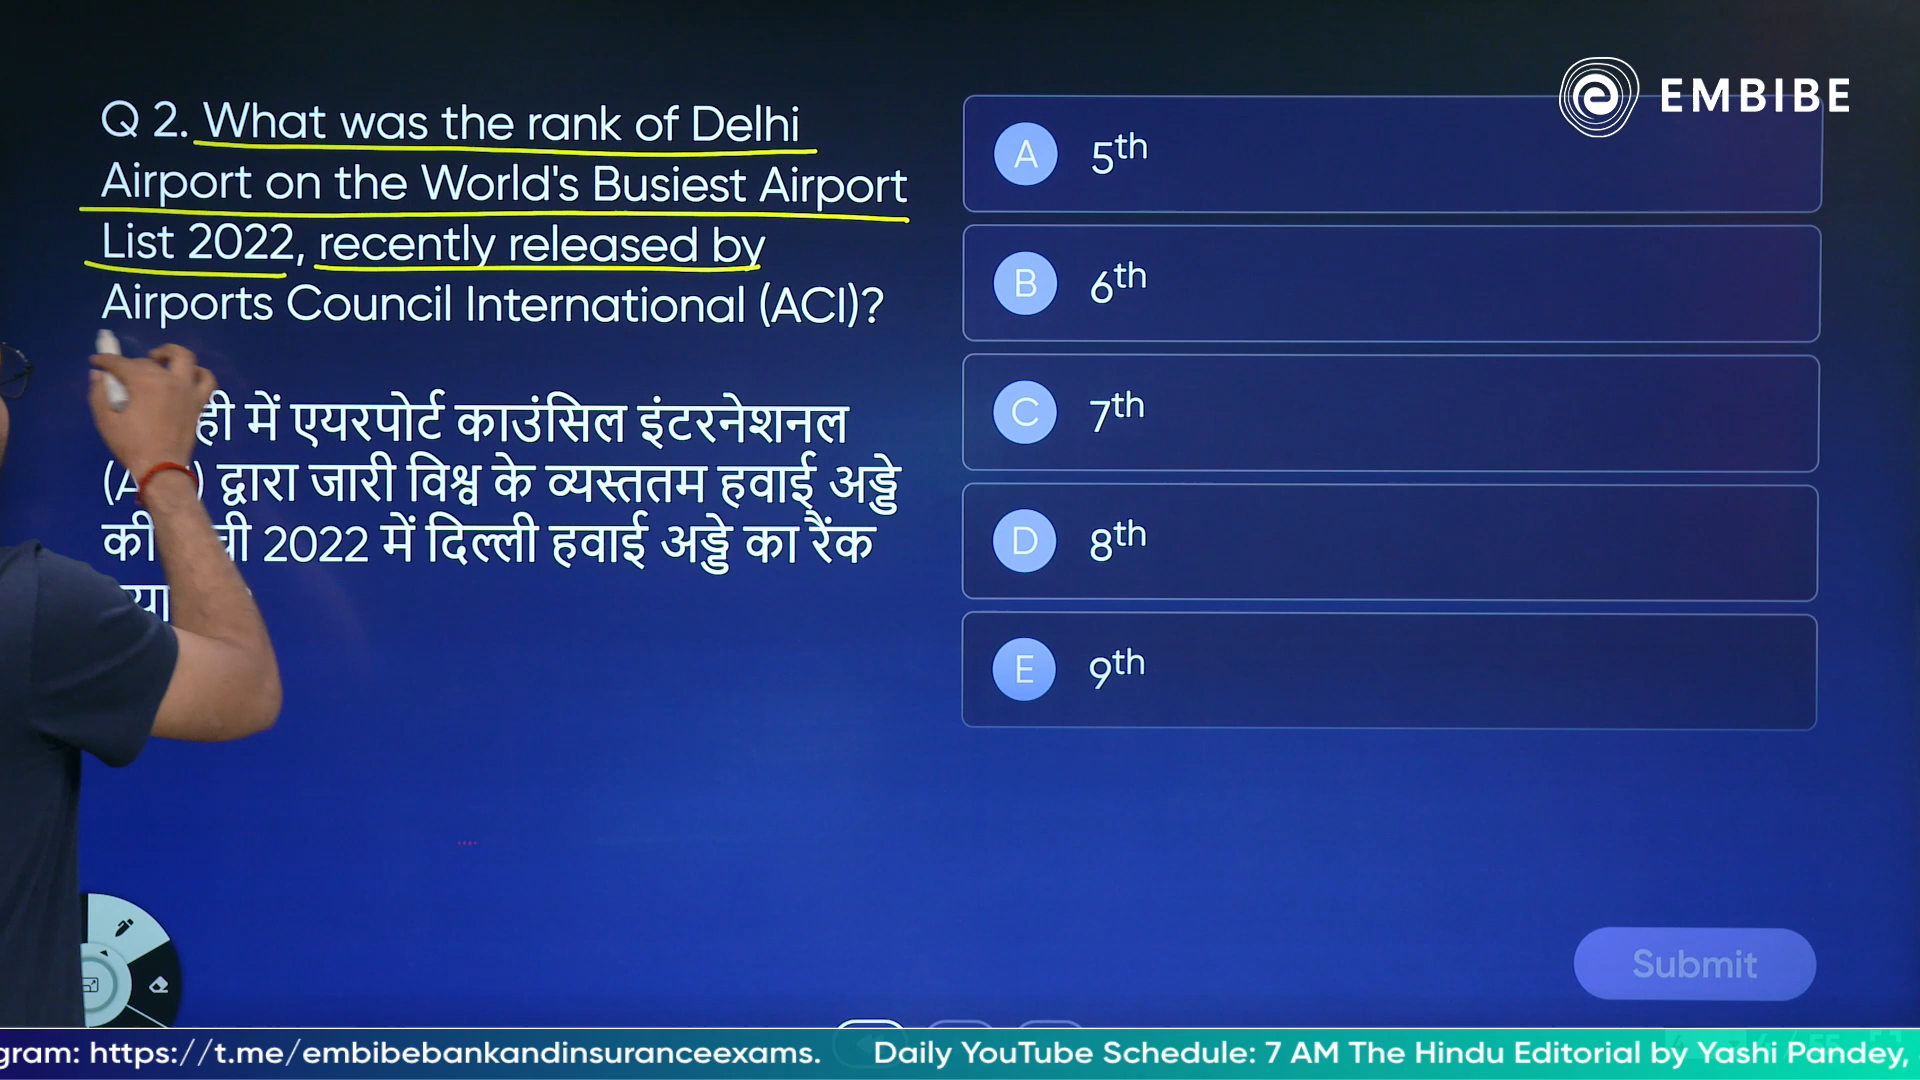 EMBIBE
Q 2. What was the rank of Delhi
Airport on the World's Busiest Airport
List 2022, recently released by
Airports Council International (ACI)?
ही में एयरपोर्ट काउंसिल इंटरनेशनल
द्वारा जारी विश्व के व्यस्ततम हवाई अड्डे
की 2022 में दिल्ली हवाई अड्डे का रैंक
A 5th
B 6th
C 7th
D 8th
E 9th
Submit
gram: https://t.me/embibebankandinsuranceexams. Daily YouTube Schedule: 7 AM The Hindu Editorial by Yashi Pandey,